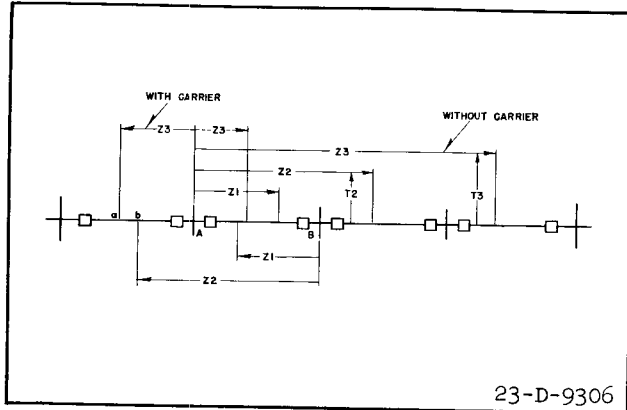 WITH CARRIER
WITHOUT CARRIER
Z3 Z3
Z3
Z2
Z1
T2
T3
a b
A
B
Z1
Z2
23-D-9306